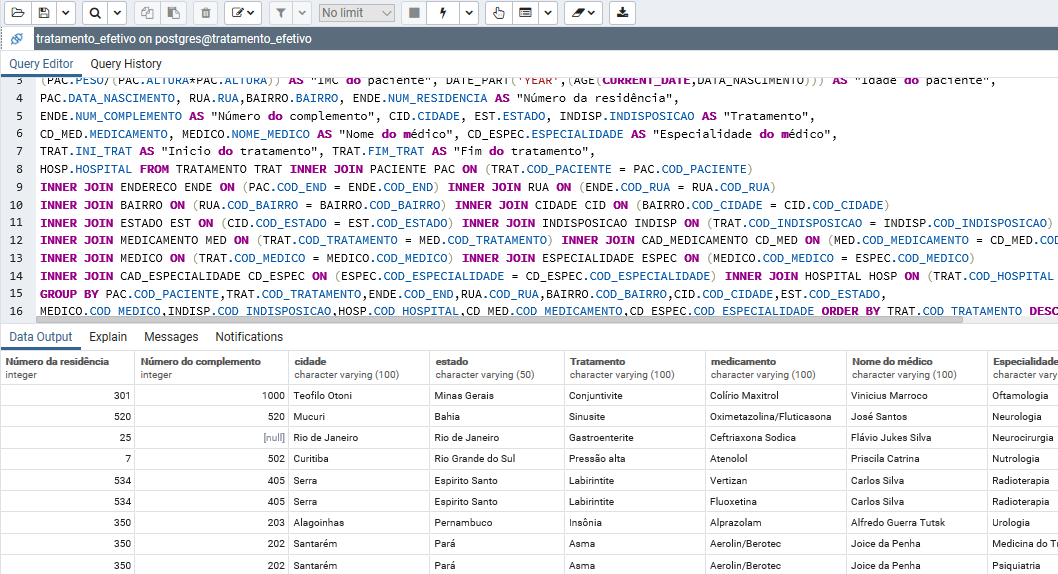 No limit
tratamento_efetivo on postgres@tratamento_efetivo
Query Editor Query History
3 (PAC.PESO/(PAC.ALTURA*PAC.ALTURA)) AS "IMC do paciente", DATE_PART('YEAR',(AGE(CURRENT_DATE,DATA_NASCIMENTO))) AS "Idade do paciente",
4 PAC.DATA_NASCIMENTO, RUA.RUA,BAIRRO.BAIRRO, ENDE.NUM_RESIDENCIA AS "Número da residência",
5 ENDE.NUM_COMPLEMENTO AS "Número do complemento", CID.CIDADE, EST.ESTADO, INDISP.INDISPOSICAO AS "Tratamento",
6 CD_MED.MEDICAMENTO, MEDICO.NOME_MEDICO AS "Nome do médico", CD_ESPEC.ESPECIALIDADE AS "Especialidade do médico",
7 TRAT.INI_TRAT AS "Inicio do tratamento", TRAT.FIM_TRAT AS "Fim do tratamento",
8 HOSP.HOSPITAL FROM TRATAMENTO TRAT INNER JOIN PACIENTE PAC ON (TRAT.COD_PACIENTE = PAC.COD_PACIENTE)
9 INNER JOIN ENDERECO ENDE ON (PAC.COD_END = ENDE.COD_END) INNER JOIN RUA ON (ENDE.COD_RUA = RUA.COD_RUA)
10 INNER JOIN BAIRRO ON (RUA.COD_BAIRRO = BAIRRO.COD_BAIRRO) INNER JOIN CIDADE CID ON (BAIRRO.COD_CIDADE = CID.COD_CIDADE)
11 INNER JOIN ESTADO EST ON (CID.COD_ESTADO = EST.COD_ESTADO) INNER JOIN INDISPOSICAO INDISP ON (TRAT.COD_INDISPOSICAO = INDISP.COD_INDISPOSICAO)
12 INNER JOIN MEDICAMENTO MED ON (TRAT.COD_TRATAMENTO = MED.COD_TRATAMENTO) INNER JOIN CAD_MEDICAMENTO CD_MED ON (MED.COD_MEDICAMENTO = CD_MED.COD
13 INNER JOIN MEDICO ON (TRAT.COD_MEDICO = MEDICO.COD_MEDICO) INNER JOIN ESPECIALIDADE ESPEC ON (MEDICO.COD_MEDICO = ESPEC.COD_MEDICO)
14 INNER JOIN CAD_ESPECIALIDADE CD_ESPEC ON (ESPEC.COD_ESPECIALIDADE = CD_ESPEC.COD_ESPECIALIDADE) INNER JOIN HOSPITAL HOSP ON (TRAT.COD_HOSPITAL
15 GROUP BY PAC.COD_PACIENTE,TRAT.COD_TRATAMENTO,ENDE.COD_END,RUA.COD_RUA,BAIRRO.COD_BAIRRO,CID.COD_CIDADE,EST.COD_ESTADO,
16 MEDICO.COD_MEDICO,INDISP.COD_INDISPOSICAO,HOSP.COD_HOSPITAL,CD_MED.COD_MEDICAMENTO,CD_ESPEC.COD_ESPECIALIDADE ORDER BY TRAT.COD_TRATAMENTO DESC
Data Output Explain Messages Notifications
Número da residência Número do complemento cidade estado Tratamento medicamento Nome do médico Especialidade
integer integer character varying (100) character varying (50) character varying (100) character varying (100) character varying (100) character vary
301 1000 Teofilo Otoni Minas Gerais Conjuntivite Colírio Maxitrol Vinicius Marroco Oftamologia
520 520 Mucuri Bahia Sinusite Oximetazolina/Fluticasona José Santos Neurologia
25 [null] Rio de Janeiro Rio de Janeiro Gastroenterite Ceftriaxona Sodica Flávio Jukes Silva Neurocirurgia
7 502 Curitiba Rio Grande do Sul Pressão alta Atenolol Priscila Catrina Nutrologia
534 405 Serra Espirito Santo Labirintite Vertizan Carlos Silva Radioterapia
534 405 Serra Espirito Santo Labirintite Fluoxetina Carlos Silva Radioterapia
350 203 Alagoinhas Pernambuco Insônia Alprazolam Alfredo Guerra Tutsk Urologia
350 202 Santarém Pará Asma Aerolin/Berotec Joice da Penha Medicina do T
350 202 Santarém Pará Asma Aerolin/Berotec Joice da Penha Psiquiatria